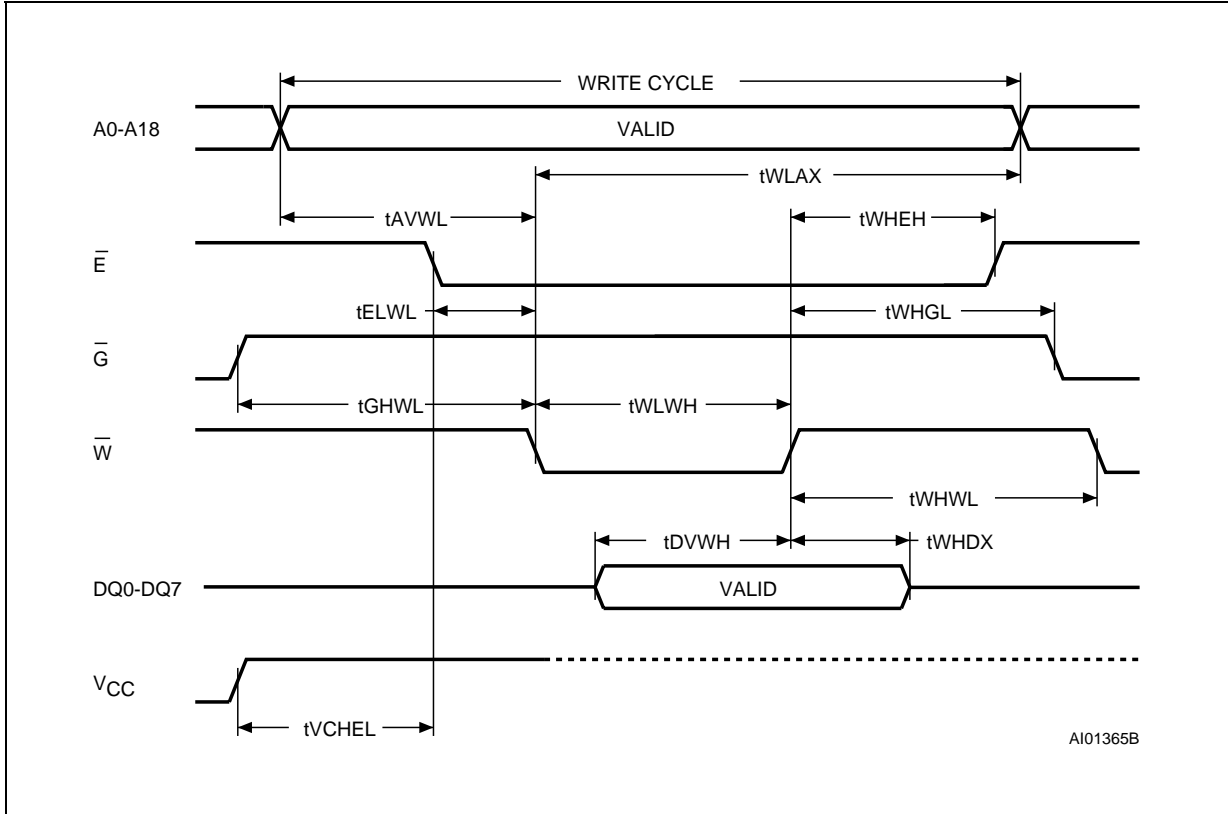 WRITE CYCLE
A0-A18
VALID
tWLAX
tAVWL
tWHEH
E̅
tELWL
tWHGL
G̅
tGHWL
tWLWH
W̅
tWHWL
tDVWH
tWHDX
DQ0-DQ7
VALID
VCC
tVCHEL
AI01365B